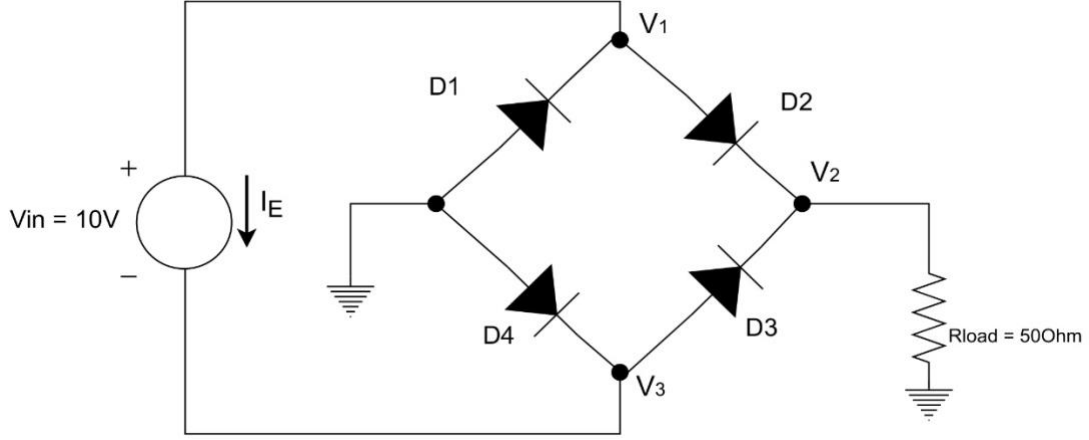 V1
D1
D2
+
V2
Vin = 10V
IE
−
D4
D3
Rload = 50Ohm
V3